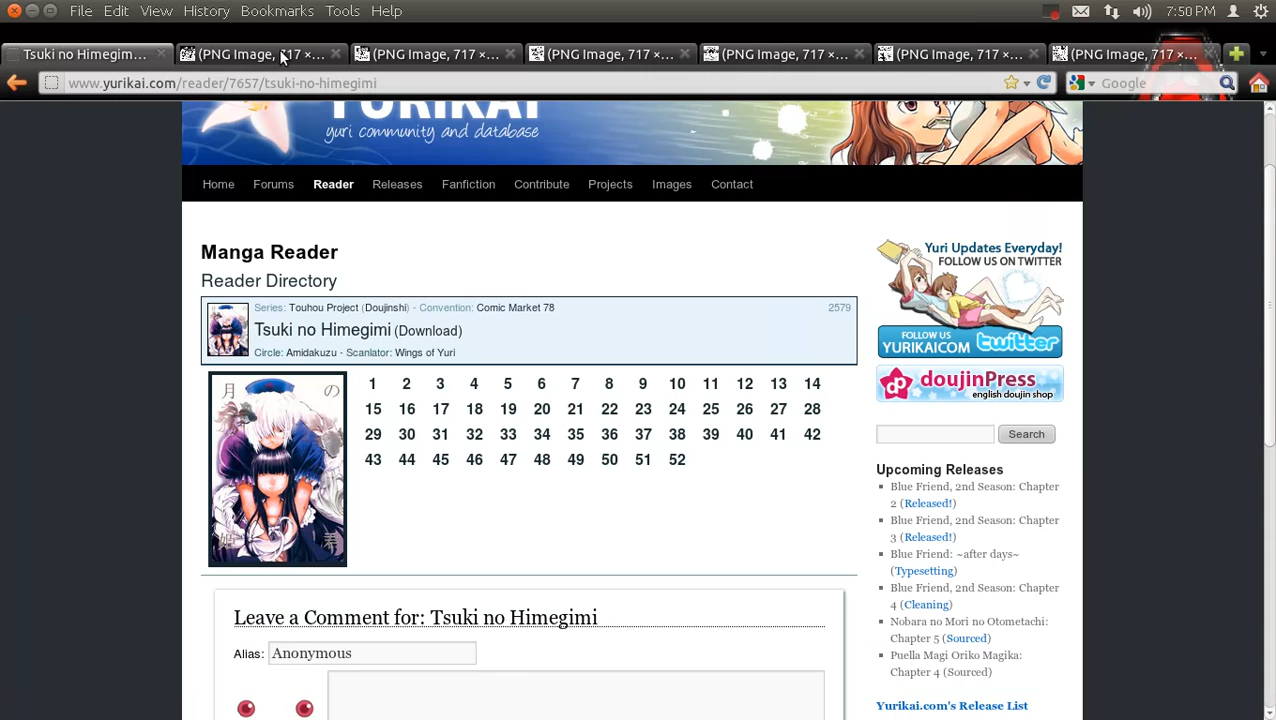 File Edit View History Bookmarks Tools Help 7:50 PM
Tsuki no Himegim... (PNG Image, 717 ×... (PNG Image, 717 ×... (PNG Image, 717 ×... (PNG Image, 717 ×... (PNG Image, 717 ×... (PNG Image, 717 ×...
www.yurikai.com/reader/7657/tsuki-no-himegimi Google
YURIKAI
yuri community and database
Home Forums Reader Releases Fanfiction Contribute Projects Images Contact
Manga Reader
Reader Directory
Series: Touhou Project (Doujinshi) - Convention: Comic Market 78 2579
Tsuki no Himegimi (Download)
Circle: Amidakuzu - Scanlator: Wings of Yuri
月の
姫君
1 2 3 4 5 6 7 8 9 10 11 12 13 14
15 16 17 18 19 20 21 22 23 24 25 26 27 28
29 30 31 32 33 34 35 36 37 38 39 40 41 42
43 44 45 46 47 48 49 50 51 52
Leave a Comment for: Tsuki no Himegimi
Alias: Anonymous
Yuri Updates Everyday!
FOLLOW US ON TWITTER
FOLLOW US
YURIKAICOM twitter
dp doujinPress
english doujin shop
Search
Upcoming Releases
Blue Friend, 2nd Season: Chapter
2 (Released!)
Blue Friend, 2nd Season: Chapter
3 (Released!)
Blue Friend: ~after days~
(Typesetting)
Blue Friend, 2nd Season: Chapter
4 (Cleaning)
Nobara no Mori no Otometachi:
Chapter 5 (Sourced)
Puella Magi Oriko Magika:
Chapter 4 (Sourced)
Yurikai.com's Release List